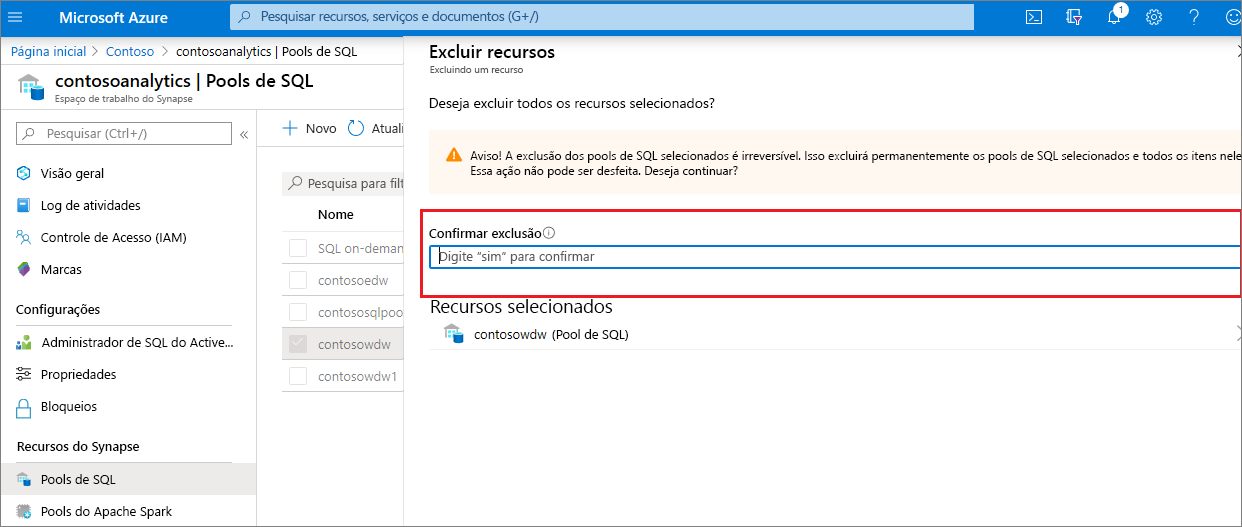 Microsoft Azure
Pesquisar recursos, serviços e documentos (G+/)
1
Página inicial > Contoso > contosoanalytics | Pools de SQL
contosoanalytics | Pools de SQL
Espaço de trabalho do Synapse
Pesquisar (Ctrl+/)
«
Visão geral
Log de atividades
Controle de Acesso (IAM)
Marcas
Configurações
Administrador de SQL do Active...
Propriedades
Bloqueios
Recursos do Synapse
Pools de SQL
Pools do Apache Spark
Novo
Atuali
Pesquisa para filt
Nome
SQL on-deman
contosoedw
contososqlpoo
contosowdw
contosowdw1
Excluir recursos
Excluindo um recurso
Deseja excluir todos os recursos selecionados?
Aviso! A exclusão dos pools de SQL selecionados é irreversível. Isso excluirá permanentemente os pools de SQL selecionados e todos os itens nele
Essa ação não pode ser desfeita. Deseja continuar?
Confirmar exclusão
Digite "sim" para confirmar
Recursos selecionados
contosowdw (Pool de SQL)